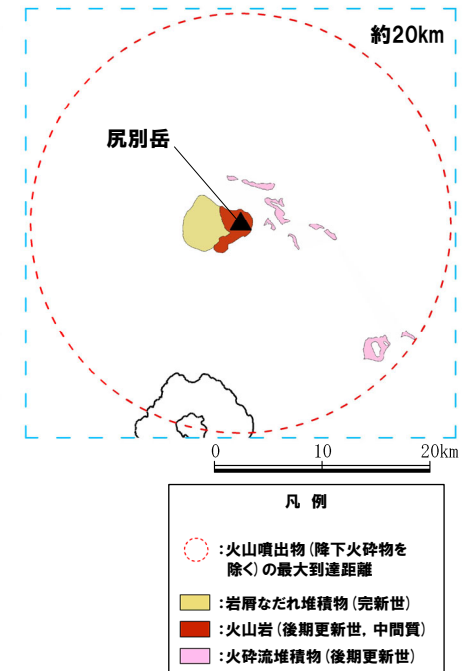 約20km
尻別岳
0 10 20km
凡 例
:火山噴出物(降下火砕物を
除く)の最大到達距離
:岩屑なだれ堆積物(完新世)
:火山岩(後期更新世, 中間質)
:火砕流堆積物(後期更新世)